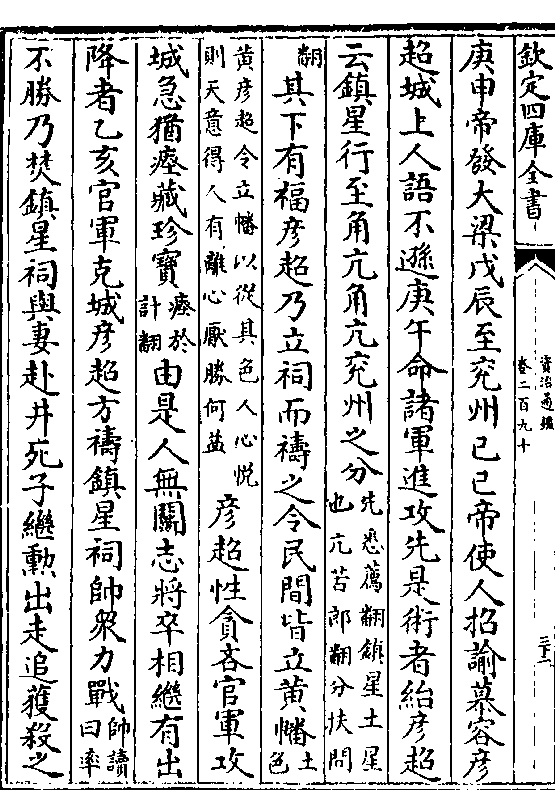 欽定四庫全書
資治通鑑
卷二百九十
三十二
庚申帝發大梁戊辰至兖州己巳帝使人招諭慕容彦
超城上人語不遜庚午命諸軍進攻先是術者紿彦超
云鎮星行至角亢角亢兖州之分先悉薦翻鎮星土星
也亢苦郎翻分扶問
翻其下有福彦超乃立祠而禱之令民間皆立黄幡土
色
黄彦超令立幡以從其色人心悦
則天意得人有離心厭勝何益彦超性貪吝官軍攻
城急猶瘞藏珍寶瘞於
計翻由是人無鬭志將卒相繼有出
降者乙亥官軍克城彦超方禱鎮星祠帥衆力戰帥讀
曰率
不勝乃焚鎮星祠與妻赴井死子繼勳出走追獲殺之